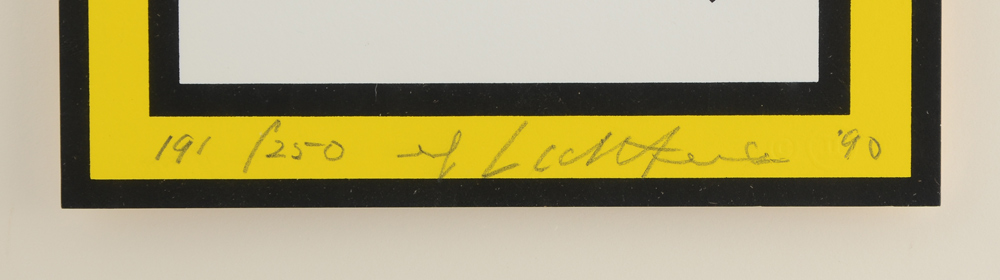 191 /250 rf Lichtenstein '90